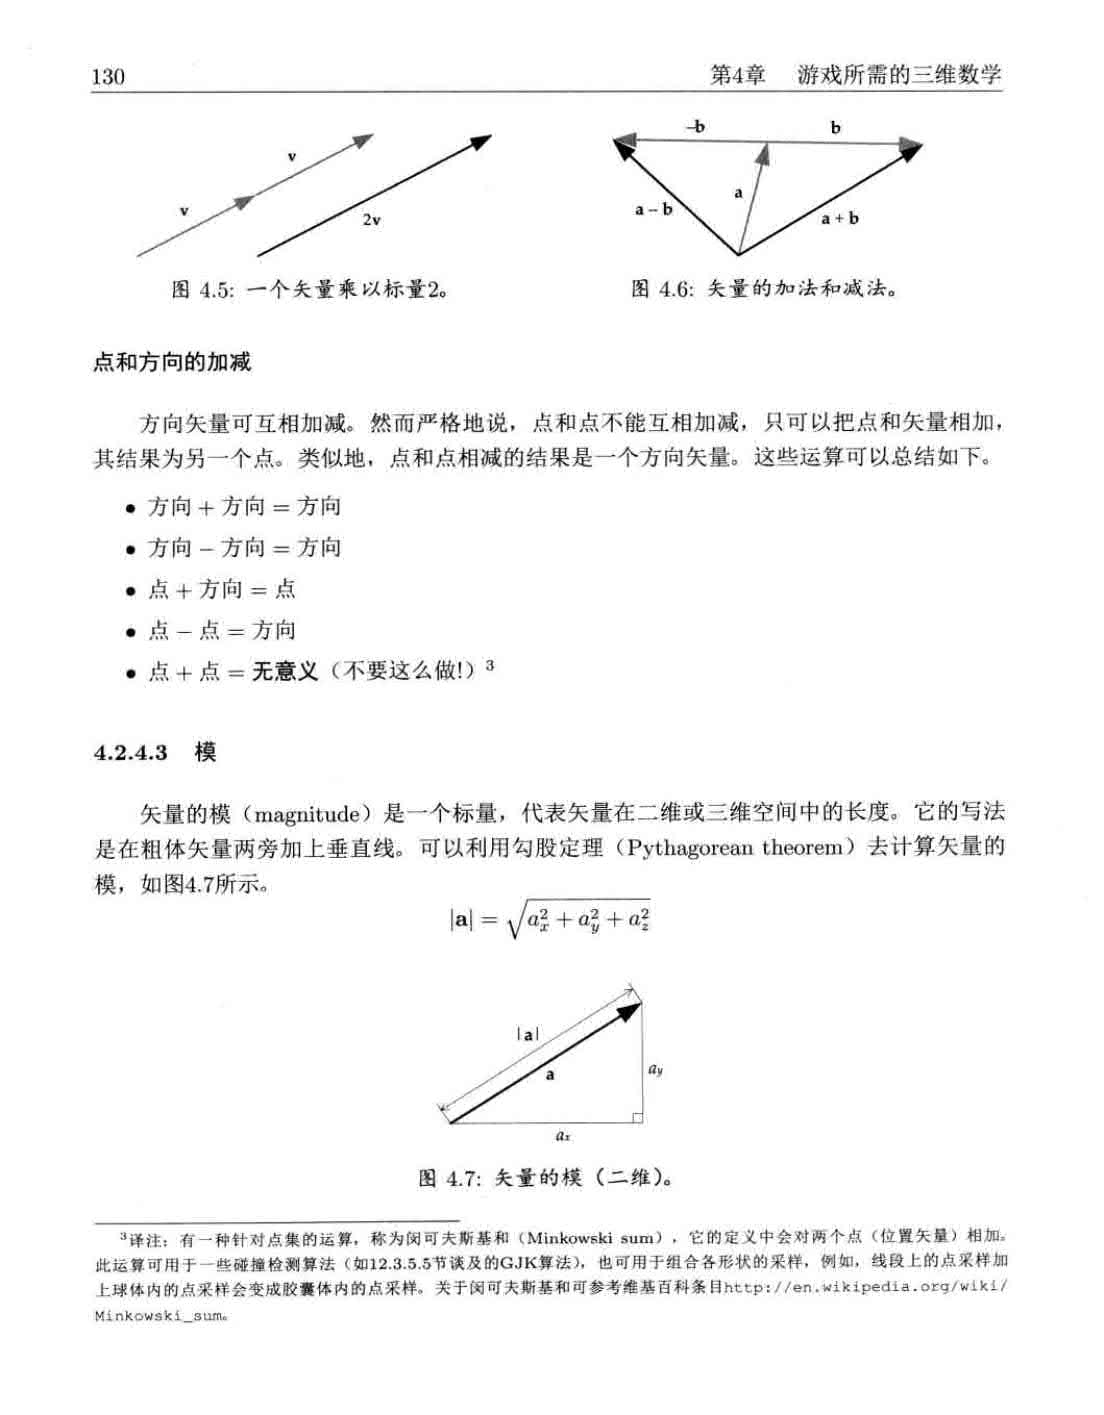 130 第4章 游戏所需的三维数学
v
v
2v
图 4.5: 一个矢量乘以标量2。
–b b
a
a – b
a + b
图 4.6: 矢量的加法和减法。
点和方向的加减
方向矢量可互相加减。然而严格地说，点和点不能互相加减，只可以把点和矢量相加，
其结果为另一个点。类似地，点和点相减的结果是一个方向矢量。这些运算可以总结如下。
• 方向 + 方向 = 方向
• 方向 − 方向 = 方向
• 点 + 方向 = 点
• 点 − 点 = 方向
• 点 + 点 = 无意义（不要这么做!）³
4.2.4.3 模
矢量的模（magnitude）是一个标量，代表矢量在二维或三维空间中的长度。它的写法
是在粗体矢量两旁加上垂直线。可以利用勾股定理（Pythagorean theorem）去计算矢量的
模，如图4.7所示。
|a| = √(a_x^2 + a_y^2 + a_z^2)
|a|
a
a_y
a_x
图 4.7: 矢量的模（二维）。
³译注：有一种针对点集的运算，称为闵可夫斯基和（Minkowski sum），它的定义中会对两个点（位置矢量）相加。
此运算可用于一些碰撞检测算法（如12.3.5.5节谈及的GJK算法），也可用于组合各形状的采样，例如，线段上的点采样加
上球体内的点采样会变成胶囊体内的点采样。关于闵可夫斯基和可参考维基百科条目http://en.wikipedia.org/wiki/
Minkowski_sum。